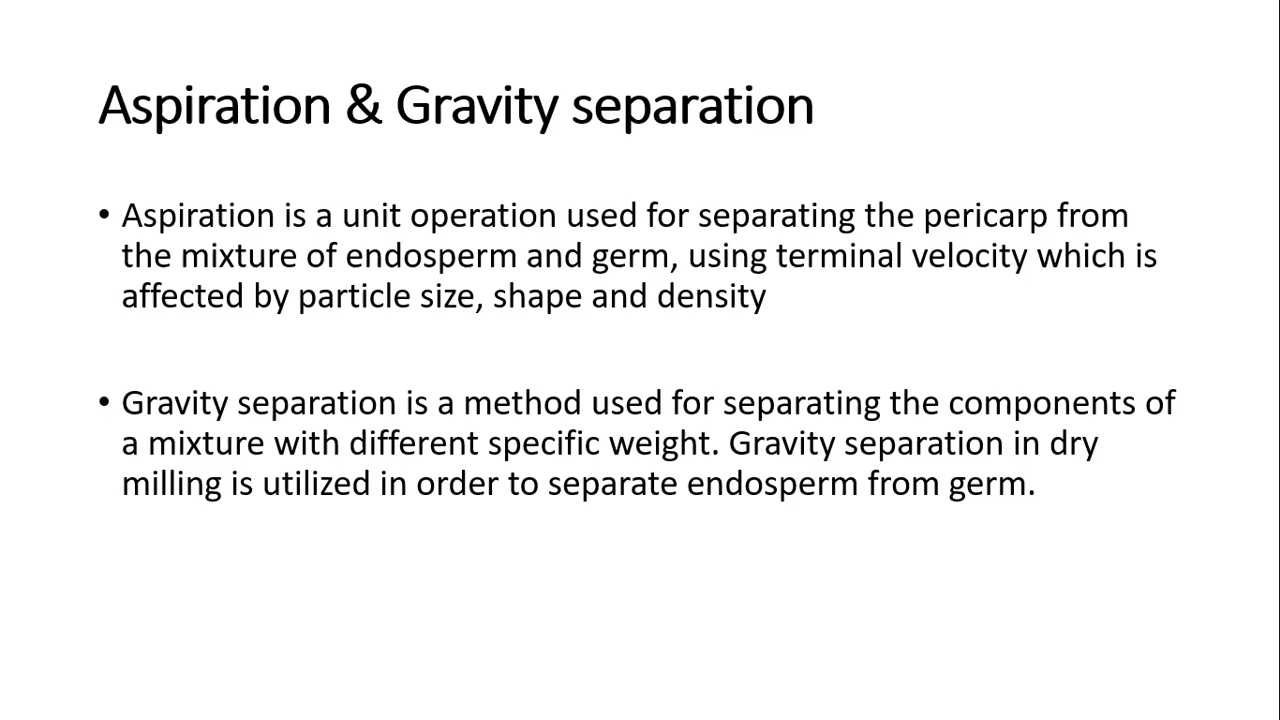 Aspiration & Gravity separation
• Aspiration is a unit operation used for separating the pericarp from
the mixture of endosperm and germ, using terminal velocity which is
affected by particle size, shape and density
• Gravity separation is a method used for separating the components of
a mixture with different specific weight. Gravity separation in dry
milling is utilized in order to separate endosperm from germ.